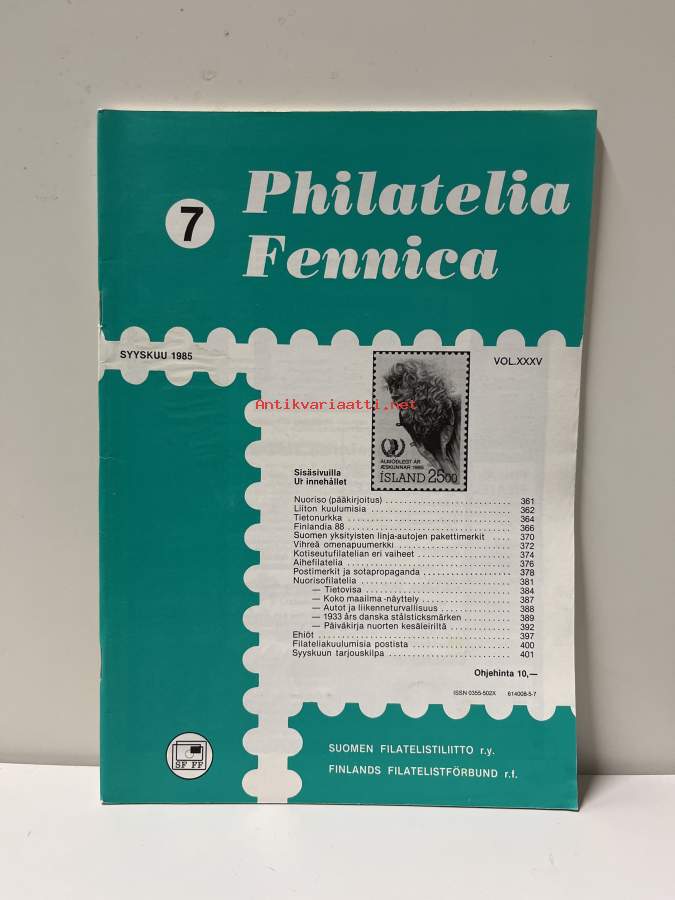 Philatelia
7
Fennica
SYYSKUU 1985
VOL.XXXV
Antikvariaatti.net
ALÞJÓÐLEGT ÁR
ÆSKUNNAR 1985
ÍSLAND 2500
Sisäsivuilla
Ur innehållet
Nuoriso (pääkirjoitus) 361
Liiton kuulumisia 362
Tietonurkka 364
Finlandia 88 366
Suomen yksityisten linja-autojen pakettimerkit 370
Vihreä omenapuumerkki 372
Kotiseutufilatelian eri vaiheet 374
Aihefilatelia 376
Postimerkit ja sotapropaganda 378
Nuorisofilatelia 381
— Tietovisa 384
— Koko maailma -näyttely 387
— Autot ja liikenneturvallisuus 388
— 1933 års danska stålsticksmärken 389
— Päiväkirja nuorten kesäleiriltä 392
Ehiöt 397
Filateliakuulumisia postista 400
Syyskuun tarjouskilpa 401
Ohjehinta 10,—
ISSN 0355-502X 614008-5-7
SF FF
SUOMEN FILATELISTILIITTO r.y.
FINLANDS FILATELISTFÖRBUND r.f.